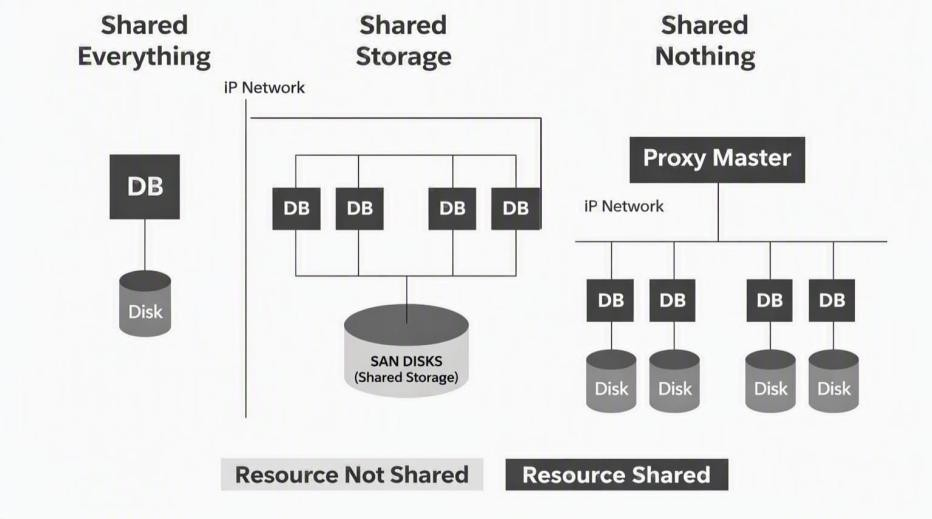 Shared
Everything
Shared
Storage
Shared
Nothing
iP Network
DB
Disk
DB
DB
DB
DB
SAN DISKS
(Shared Storage)
Proxy Master
iP Network
DB
DB
DB
DB
Disk
Disk
Disk
Disk
Resource Not Shared
Resource Shared